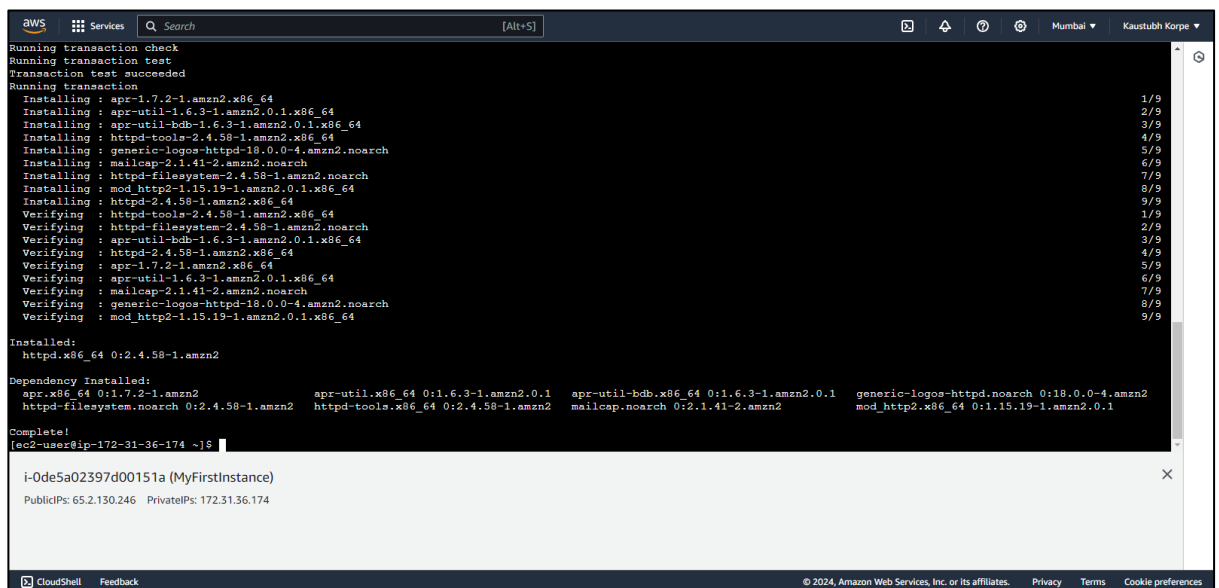 aws Services Search [Alt+S] Mumbai Kaustubh Korpe
Running transaction check
Running transaction test
Transaction test succeeded
Running transaction
Installing : apr-1.7.2-1.amzn2.x86_64 1/9
Installing : apr-util-1.6.3-1.amzn2.0.1.x86_64 2/9
Installing : apr-util-bdb-1.6.3-1.amzn2.0.1.x86_64 3/9
Installing : httpd-tools-2.4.58-1.amzn2.x86_64 4/9
Installing : generic-logos-httpd-18.0.0-4.amzn2.noarch 5/9
Installing : mailcap-2.1.41-2.amzn2.noarch 6/9
Installing : httpd-filesystem-2.4.58-1.amzn2.noarch 7/9
Installing : mod_http2-1.15.19-1.amzn2.0.1.x86_64 8/9
Installing : httpd-2.4.58-1.amzn2.x86_64 9/9
Verifying : httpd-tools-2.4.58-1.amzn2.x86_64 1/9
Verifying : httpd-filesystem-2.4.58-1.amzn2.noarch 2/9
Verifying : apr-util-bdb-1.6.3-1.amzn2.0.1.x86_64 3/9
Verifying : httpd-2.4.58-1.amzn2.x86_64 4/9
Verifying : apr-1.7.2-1.amzn2.x86_64 5/9
Verifying : apr-util-1.6.3-1.amzn2.0.1.x86_64 6/9
Verifying : mailcap-2.1.41-2.amzn2.noarch 7/9
Verifying : generic-logos-httpd-18.0.0-4.amzn2.noarch 8/9
Verifying : mod_http2-1.15.19-1.amzn2.0.1.x86_64 9/9
Installed:
httpd.x86_64 0:2.4.58-1.amzn2
Dependency Installed:
apr.x86_64 0:1.7.2-1.amzn2 apr-util.x86_64 0:1.6.3-1.amzn2.0.1 apr-util-bdb.x86_64 0:1.6.3-1.amzn2.0.1 generic-logos-httpd.noarch 0:18.0.0-4.amzn2
httpd-filesystem.noarch 0:2.4.58-1.amzn2 httpd-tools.x86_64 0:2.4.58-1.amzn2 mailcap.noarch 0:2.1.41-2.amzn2 mod_http2.x86_64 0:1.15.19-1.amzn2.0.1
Complete!
[ec2-user@ip-172-31-36-174 ~]$
i-0de5a02397d00151a (MyFirstInstance)
PublicIPs: 65.2.130.246 PrivateIPs: 172.31.36.174
CloudShell Feedback © 2024, Amazon Web Services, Inc. or its affiliates. Privacy Terms Cookie preferences